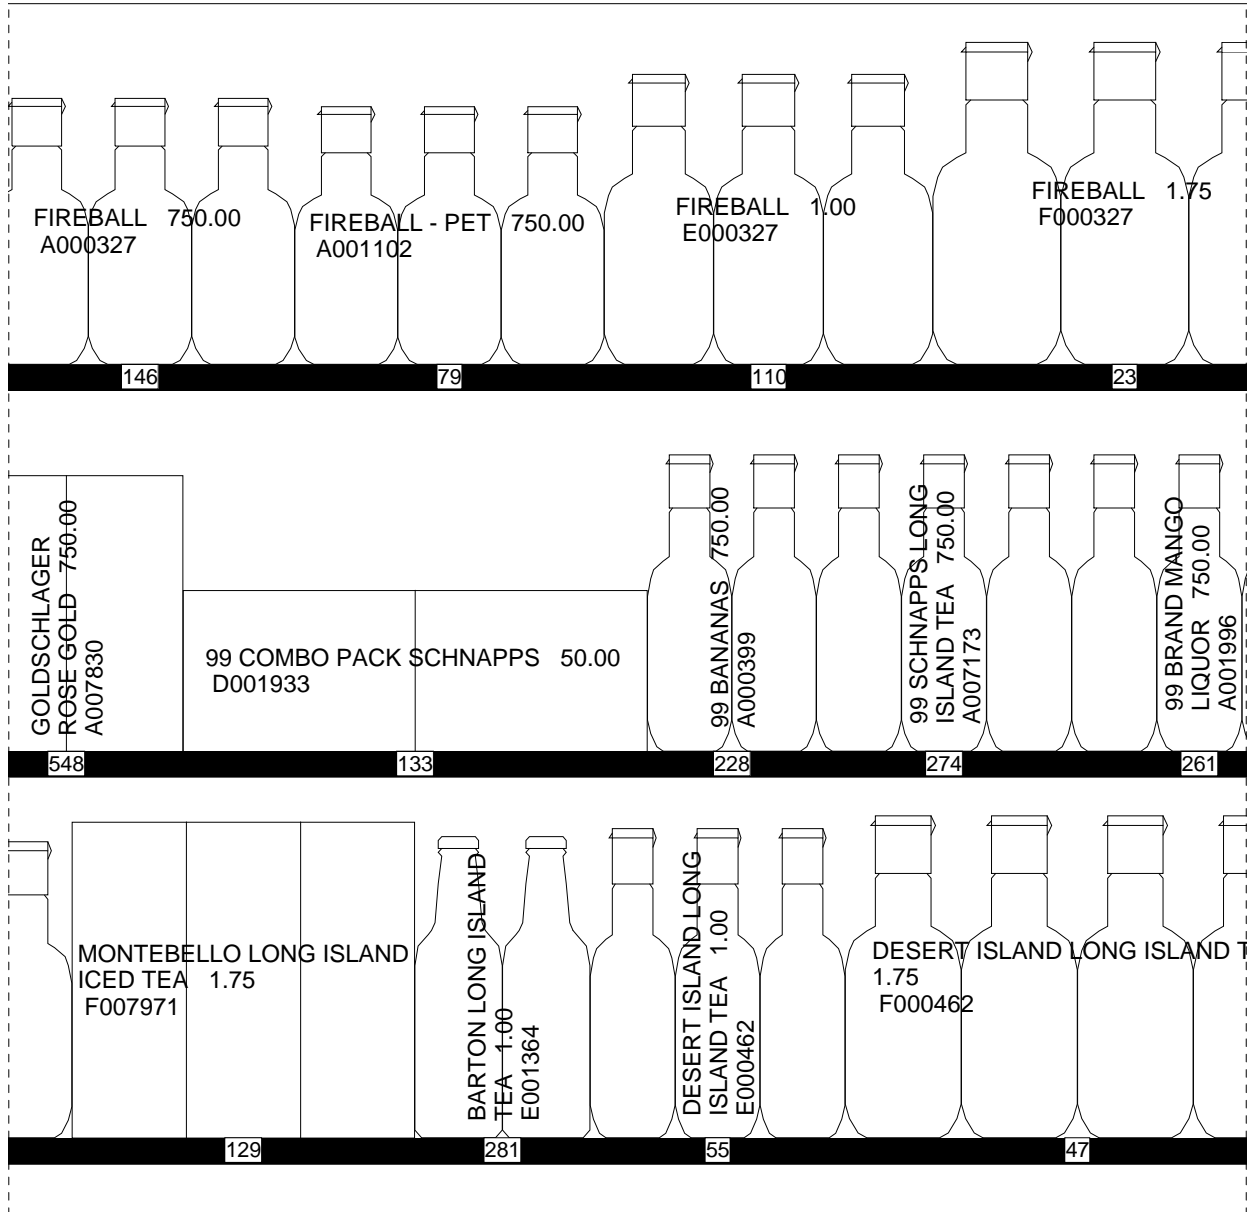 FIREBALL 750.00
A000327
FIREBALL - PET 750.00
A001102
FIREBALL 1.00
E000327
FIREBALL 1.75
F000327
146
79
110
23
GOLDSCHLAGER
ROSE GOLD 750.00
A007830
99 COMBO PACK SCHNAPPS 50.00
D001933
99 BANANAS 750.00
A000399
99 SCHNAPPS LONG
ISLAND TEA 750.00
A007173
99 BRAND MANGO
LIQUOR 750.00
A001996
548
133
228
274
261
MONTEBELLO LONG ISLAND
ICED TEA 1.75
F007971
BARTON LONG ISLAND
TEA 1.00
E001364
DESERT ISLAND LONG
ISLAND TEA 1.00
E000462
DESERT ISLAND LONG ISLAND T
1.75
F000462
129
281
55
47